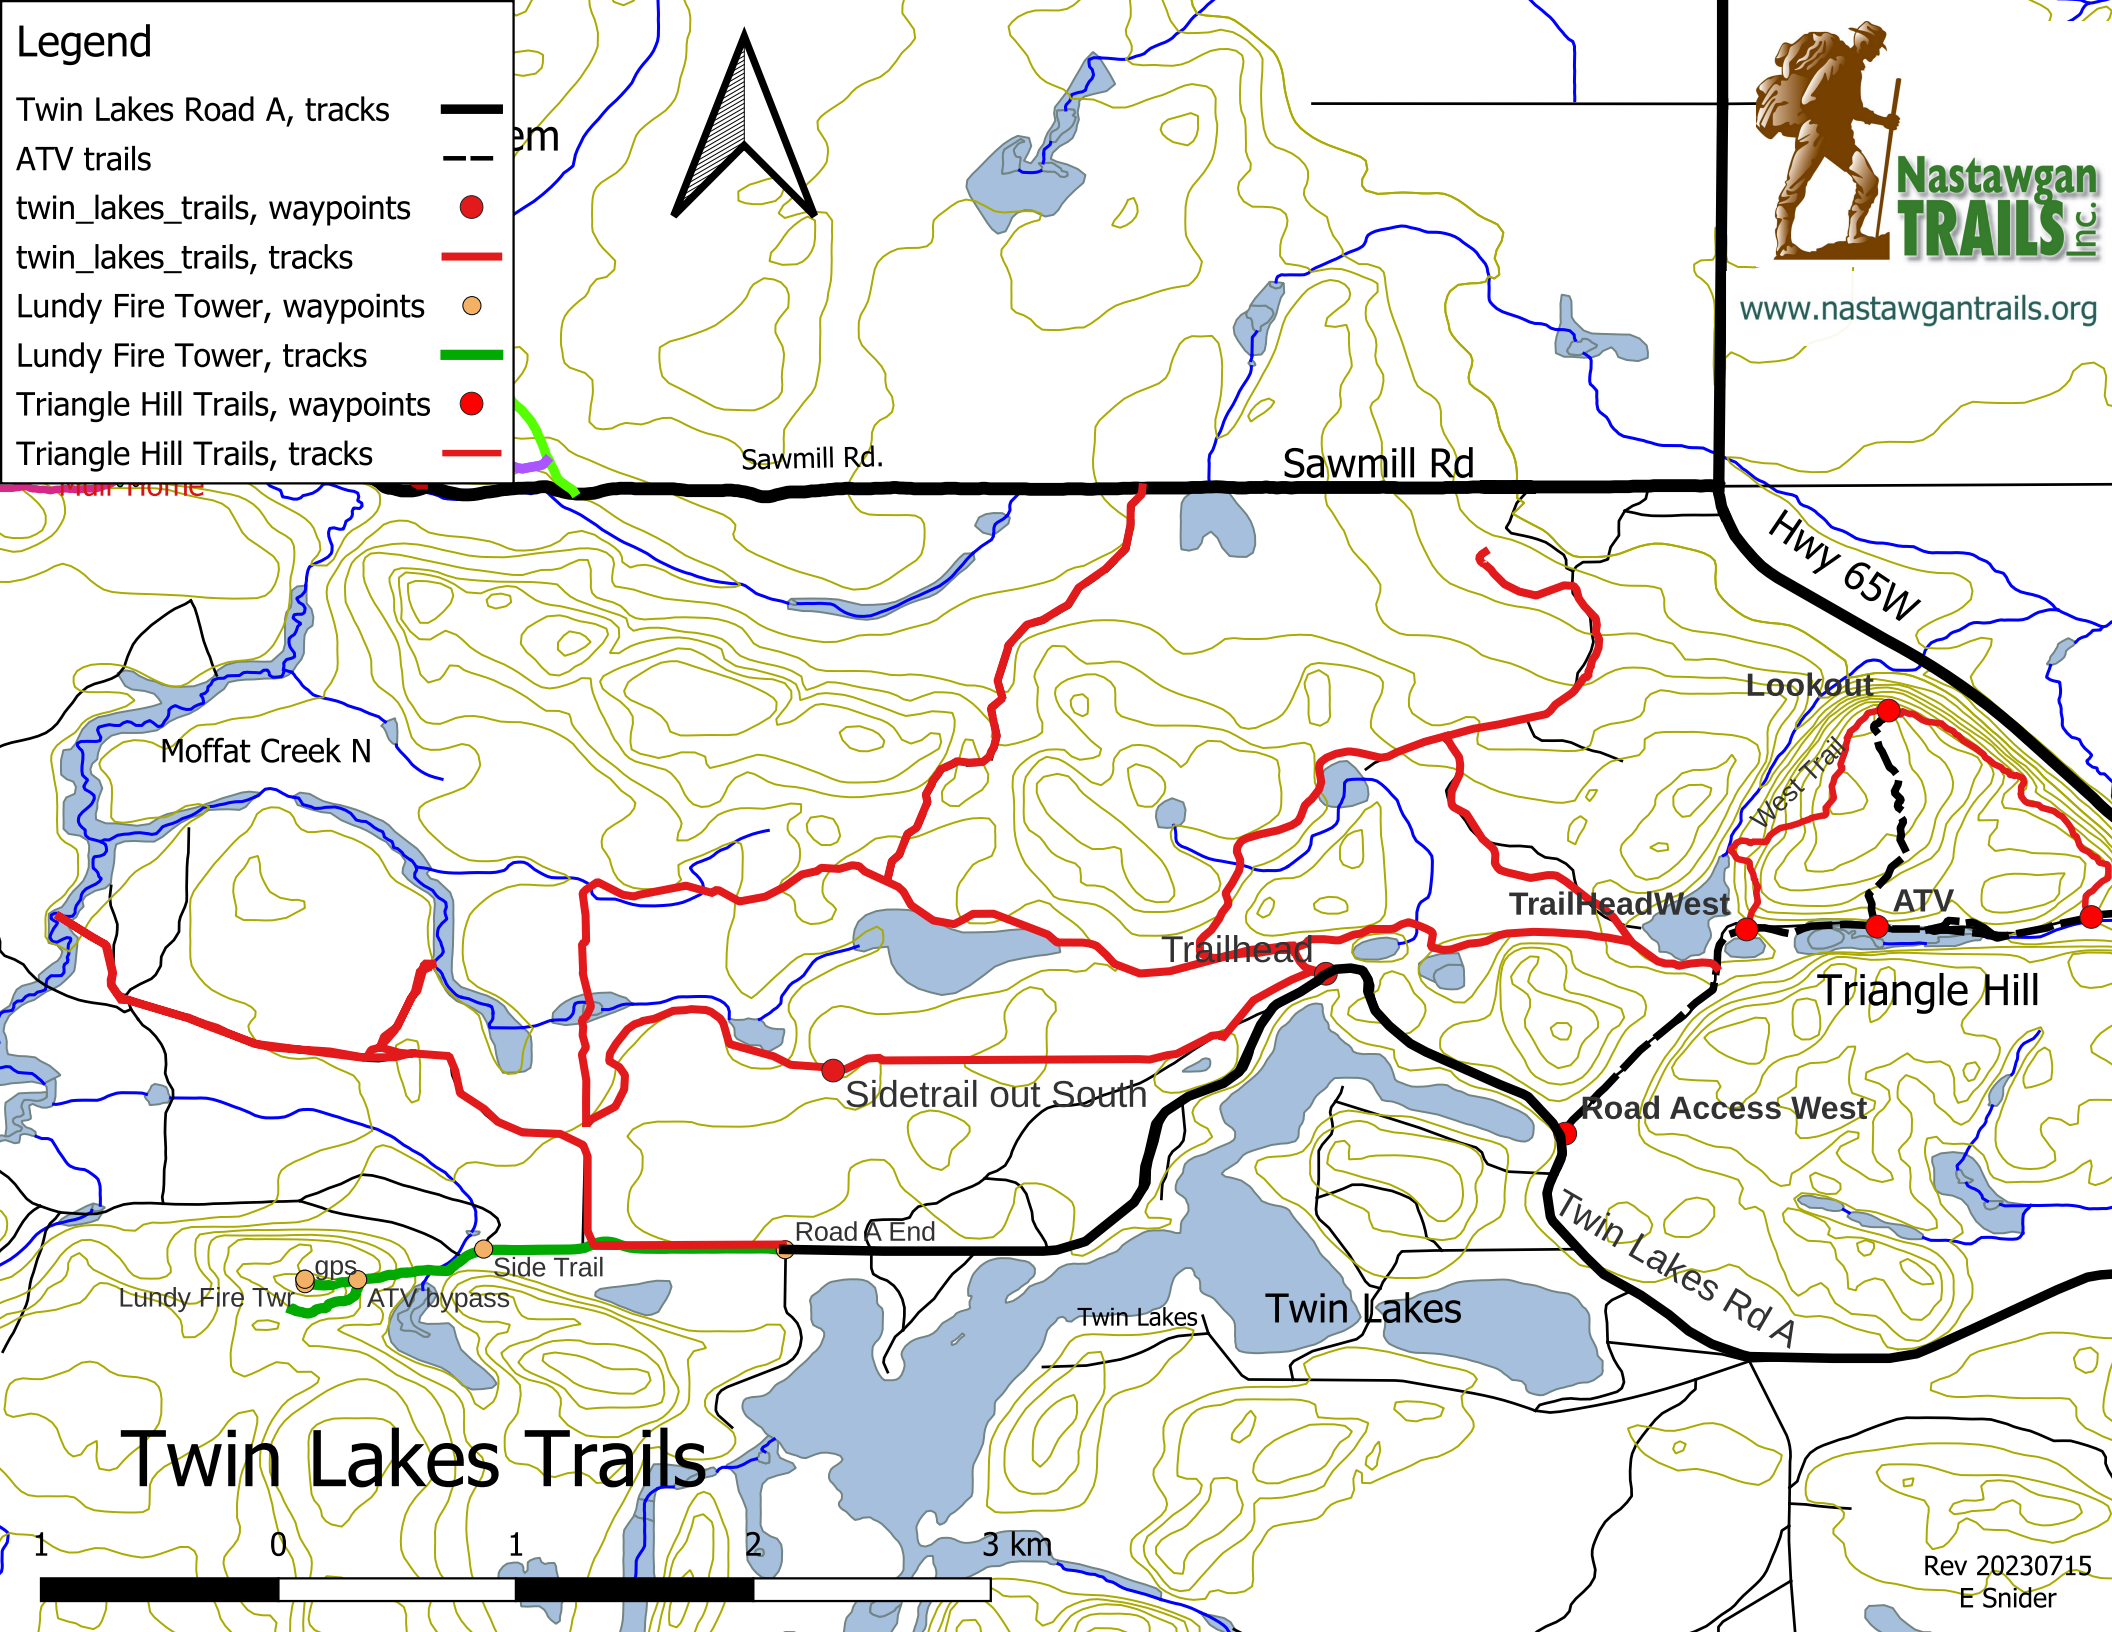 Legend
Twin Lakes Road A, tracks
ATV trails
twin_lakes_trails, waypoints
twin_lakes_trails, tracks
Lundy Fire Tower, waypoints
Lundy Fire Tower, tracks
Triangle Hill Trails, waypoints
Triangle Hill Trails, tracks
em
Nastawgan
TRAILS
Inc.
www.nastawgantrails.org
Sawmill Rd.
Sawmill Rd
Hwy 65W
Lookout
Moffat Creek N
West Trail
TrailHeadWest
ATV
Trailhead
Triangle Hill
Sidetrail out South
Road Access West
Road A End
Side Trail
gps
Lundy Fire Twr
ATV bypass
Twin Lakes Rd A
Twin Lakes
Twin Lakes
Twin Lakes Trails
1 0 1 2 3 km
Rev 20230715
E Snider